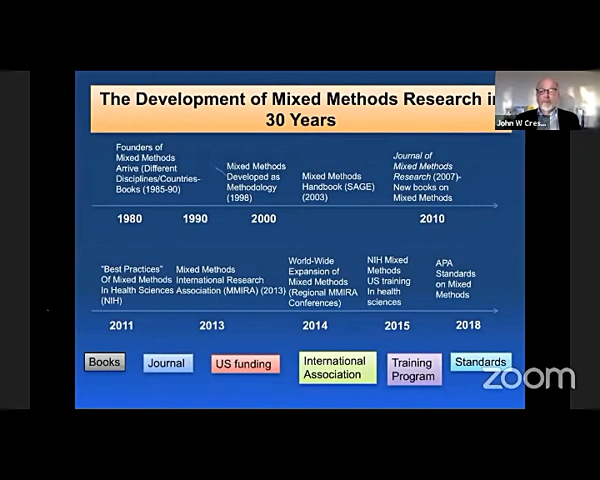 The Development of Mixed Methods Research in
30 Years
John W Cres...
Founders of
Mixed Methods
Arrive (Different
Disciplines/Countries-
Books (1985-90)
Mixed Methods
Developed as
Methodology
(1998)
Mixed Methods
Handbook (SAGE)
(2003)
Journal of
Mixed Methods
Research (2007)-
New books on
Mixed Methods
1980
1990
2000
2010
"Best Practices"
Of Mixed Methods
In Health Sciences
(NIH)
Mixed Methods
International Research
Association (MMIRA) (2013)
World-Wide
Expansion of
Mixed Methods
(Regional MMIRA
Conferences)
NIH Mixed
Methods
US training
In health
sciences
APA
Standards
on Mixed
Methods
2011
2013
2014
2015
2018
Books
Journal
US funding
International
Association
Training
Program
Standards
zoom